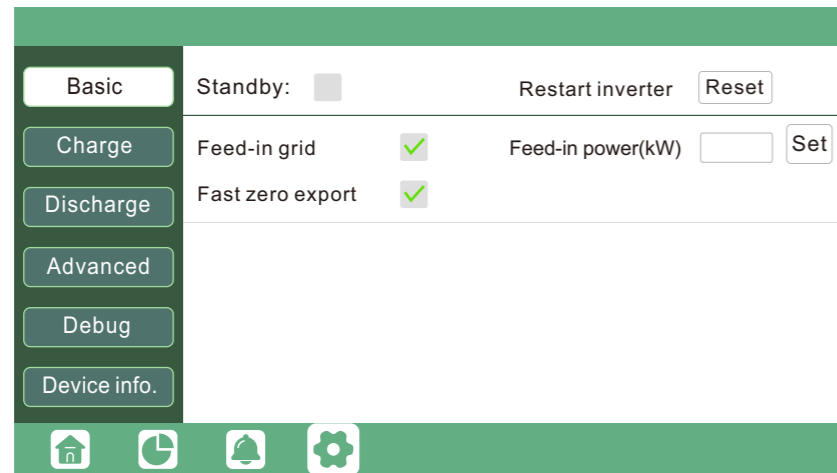 Basic
Standby:
Restart inverter
Reset
Charge
Feed-in grid
Feed-in power(kW)
Set
Discharge
Fast zero export
Advanced
Debug
Device info.